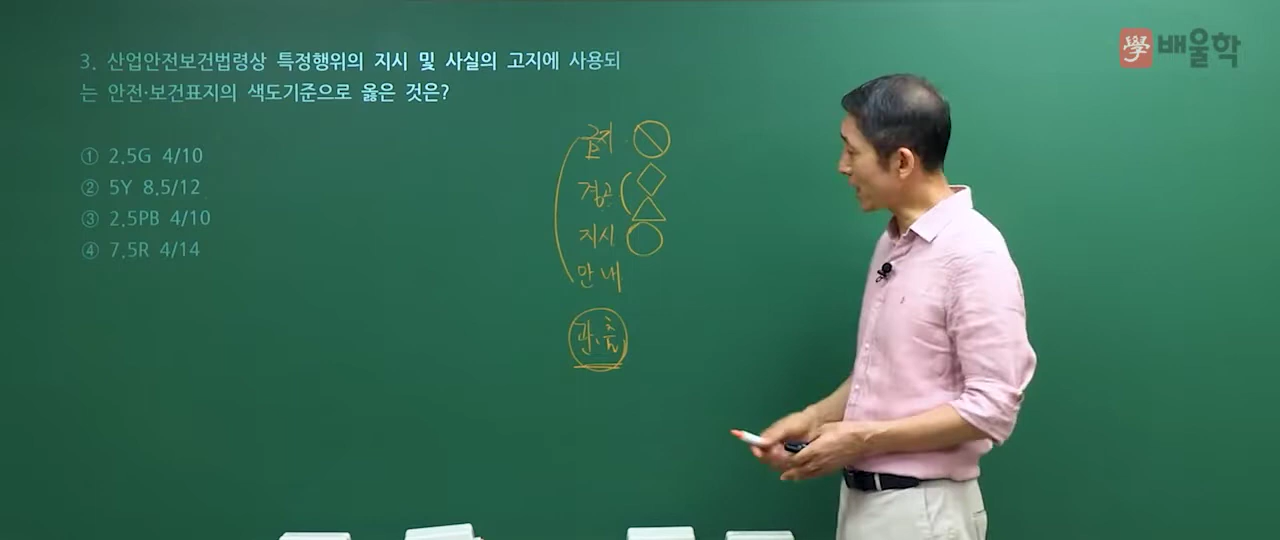 學 배울학
3. 산업안전보건법령상 특정행위의 지시 및 사실의 고지에 사용되
는 안전·보건표지의 색도기준으로 옳은 것은?
① 2.5G 4/10
② 5Y 8.5/12
③ 2.5PB 4/10
④ 7.5R 4/14
금지
경고
지시
안내
관.출